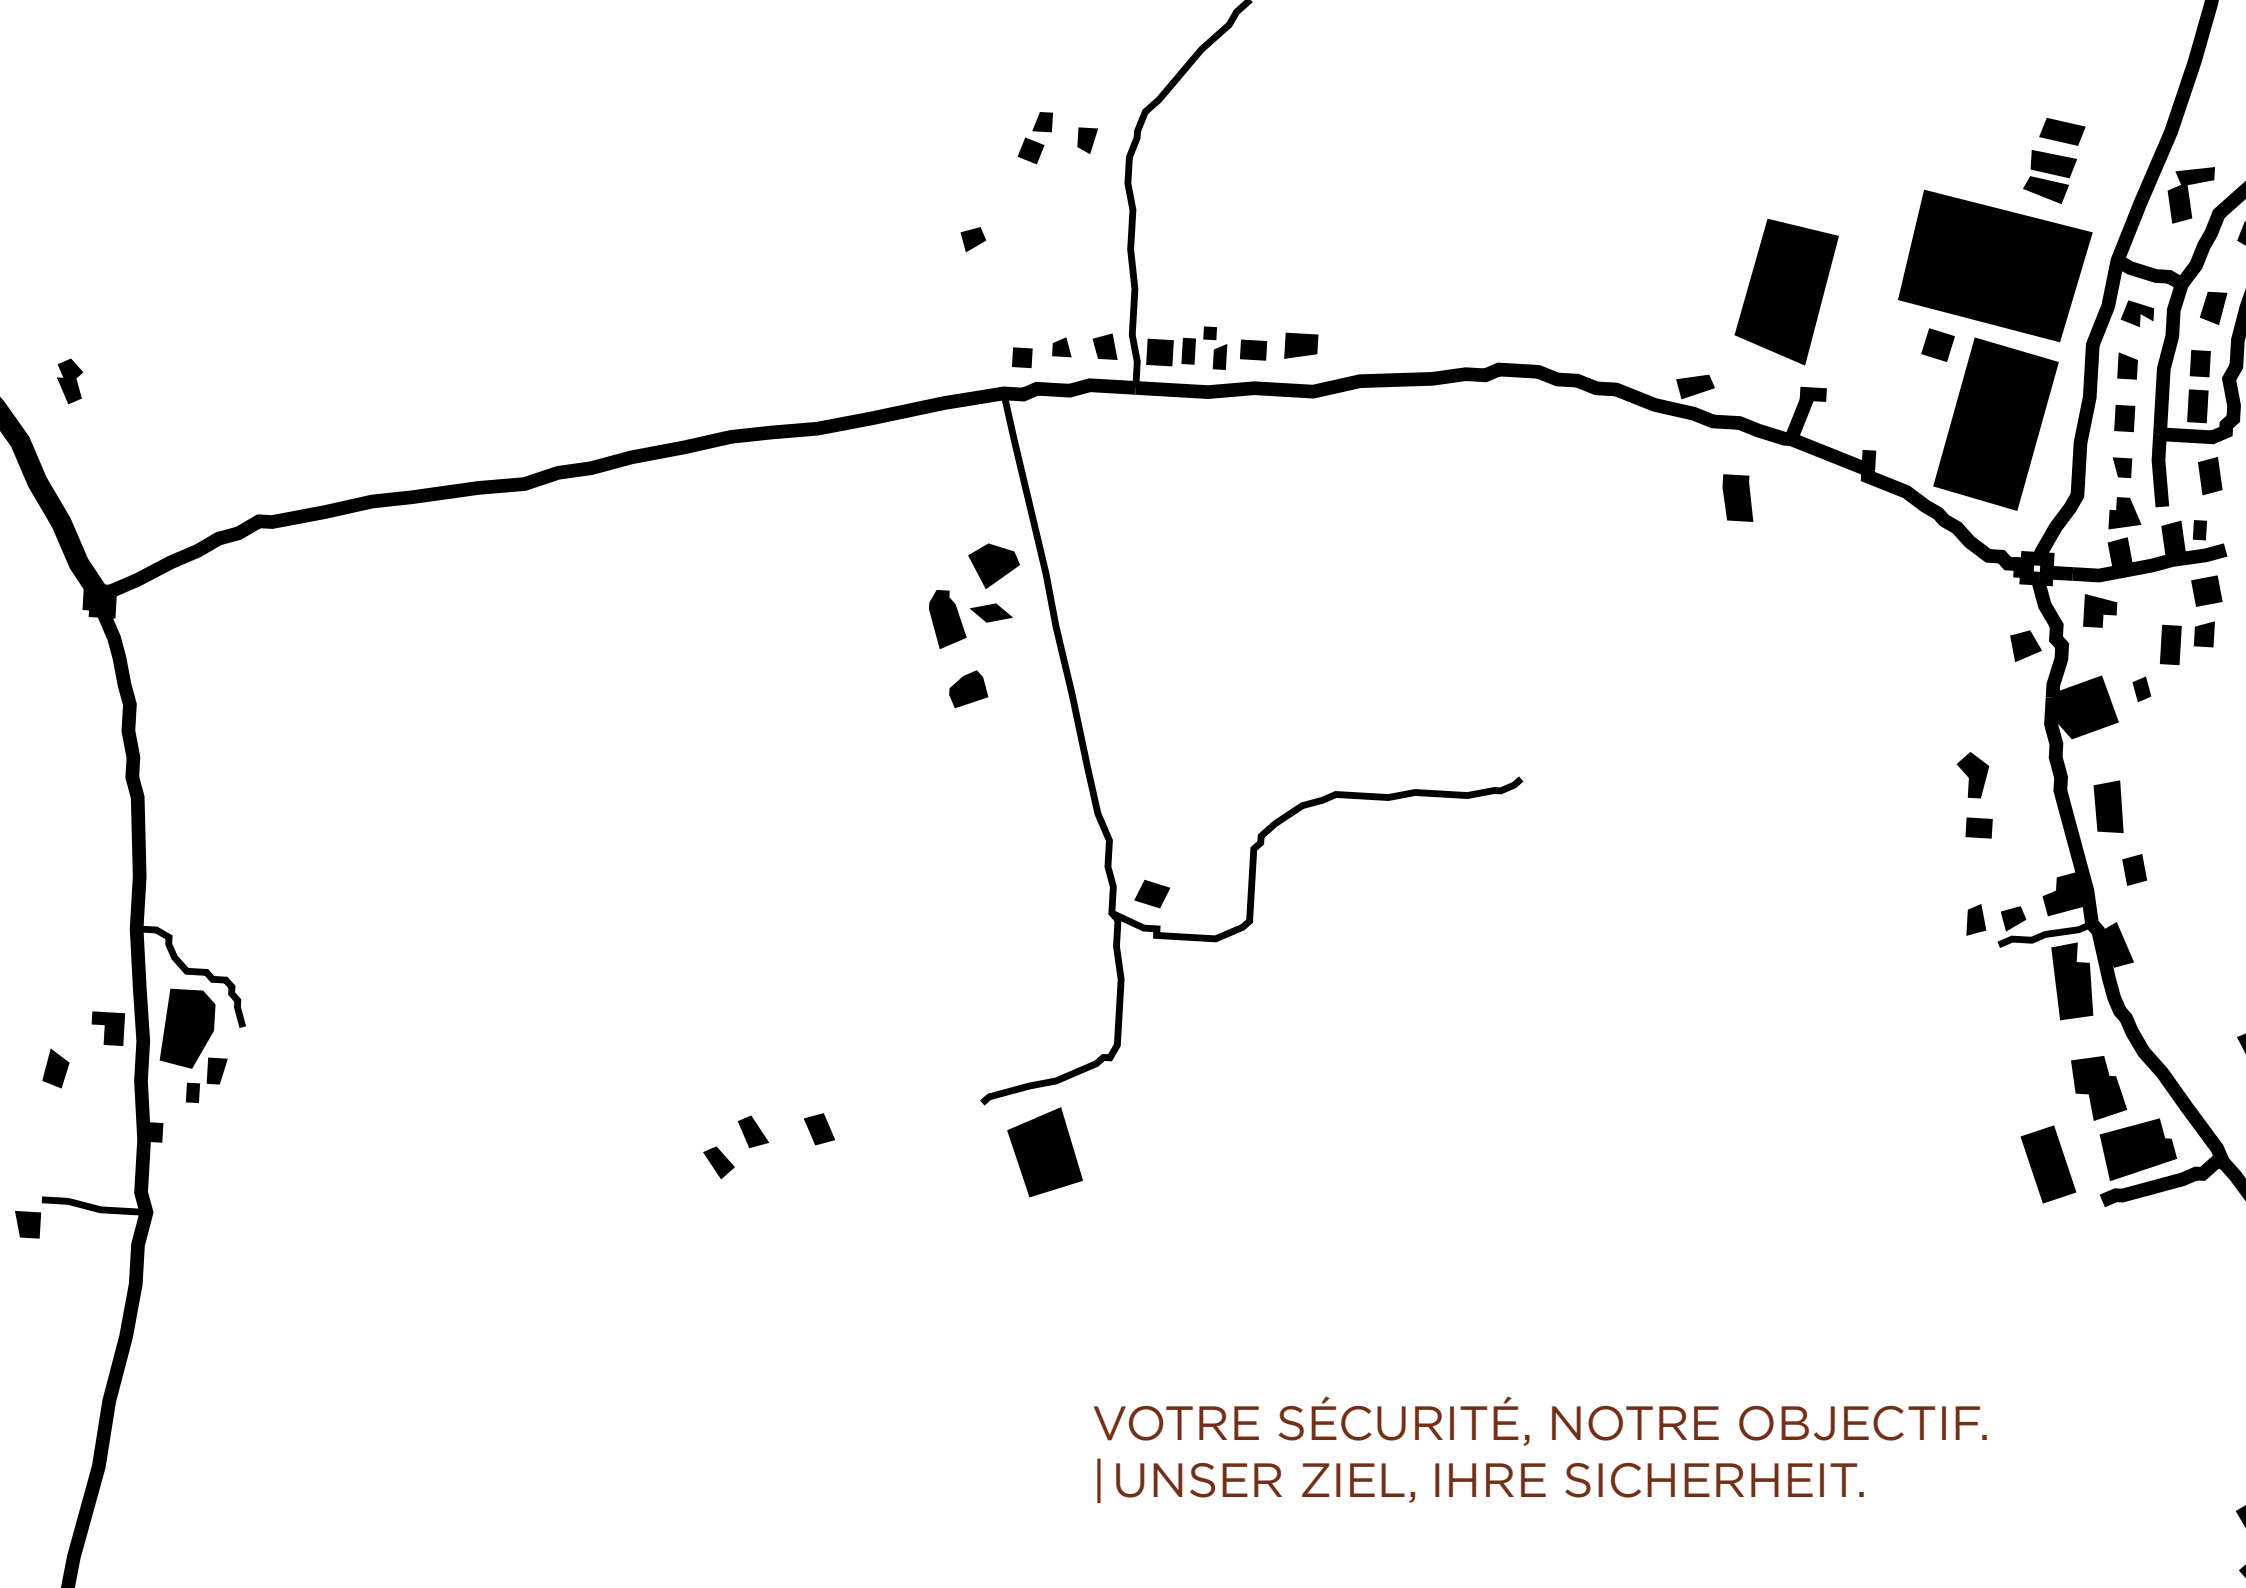 VOTRE SÉCURITÉ, NOTRE OBJECTIF.
|UNSER ZIEL, IHRE SICHERHEIT.